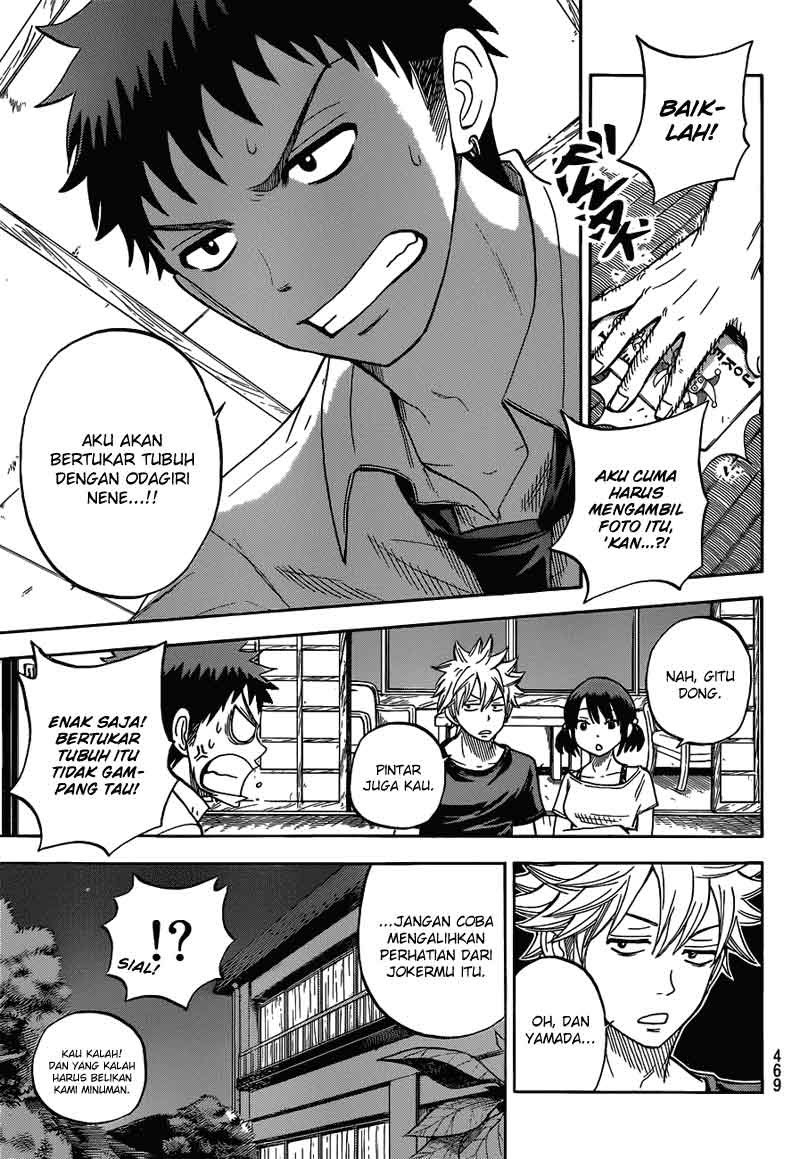 BAIK-
LAH!
KWAK
JOKER
AKU CUMA
HARUS
MENGAMBIL
FOTO ITU,
'KAN...?!
AKU AKAN
BERTUKAR TUBUH
DENGAN ODAGIRI
NENE...!!
NAH, GITU
DONG.
PINTAR
JUGA KAU.
ENAK SAJA!
BERTUKAR
TUBUH ITU
TIDAK GAM-
PANG TAU!
OH, DAN
YAMADA...
...JANGAN COBA
MENGALIHKAN
PERHATIAN DARI
JOKERMU ITU.
!?
SIAL!
KAU KALAH!
DAN YANG KALAH
HARUS BELIKAN
KAMI MINUMAN.
469